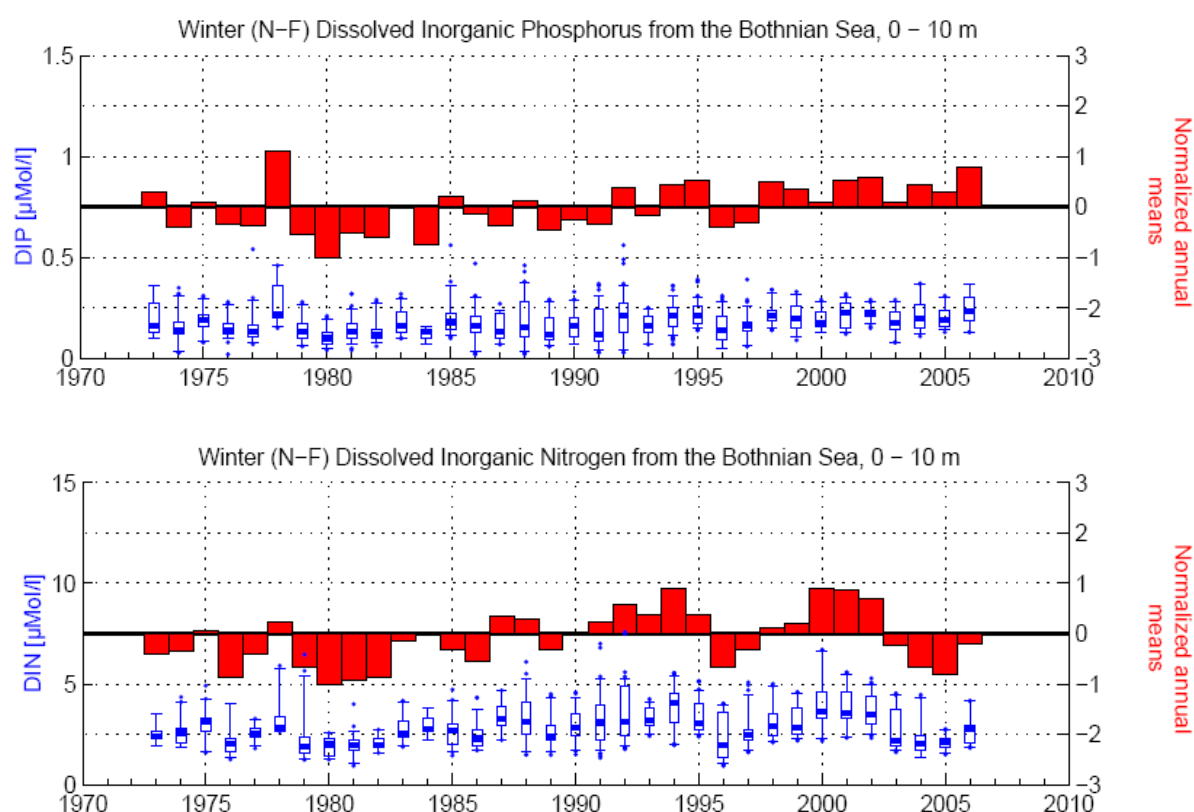 Winter (N−F) Dissolved Inorganic Phosphorus from the Bothnian Sea, 0 − 10 m
1.5
1
0.5
0
DIP [µMol/l]
3
2
1
0
−1
−2
−3
Normalized annual
means
1970 1975 1980 1985 1990 1995 2000 2005 2010
Winter (N−F) Dissolved Inorganic Nitrogen from the Bothnian Sea, 0 − 10 m
15
10
5
0
DIN [µMol/l]
3
2
1
0
−1
−2
−3
Normalized annual
means
1970 1975 1980 1985 1990 1995 2000 2005 2010